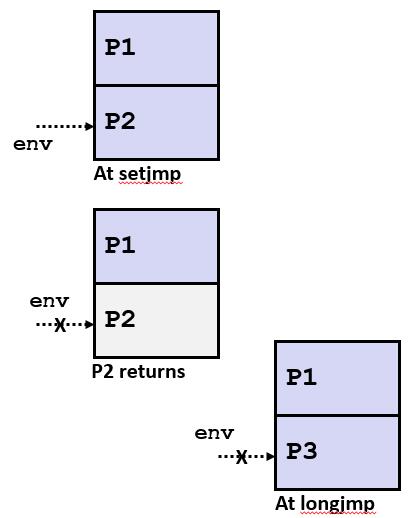 P1
P2
env
At setjmp
P1
env
X
P2
P2 returns
P1
env
X
P3
At longjmp